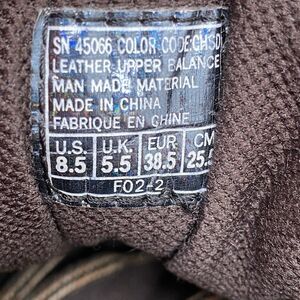 SN 45066 COLOR CODE:CHSD
LEATHER UPPER BALANCE
MAN MADE MATERIAL
MADE IN CHINA
FABRIQUE EN CHINE
U.S. U.K. EUR CM
8.5 5.5 38.5 25.5
F02-2